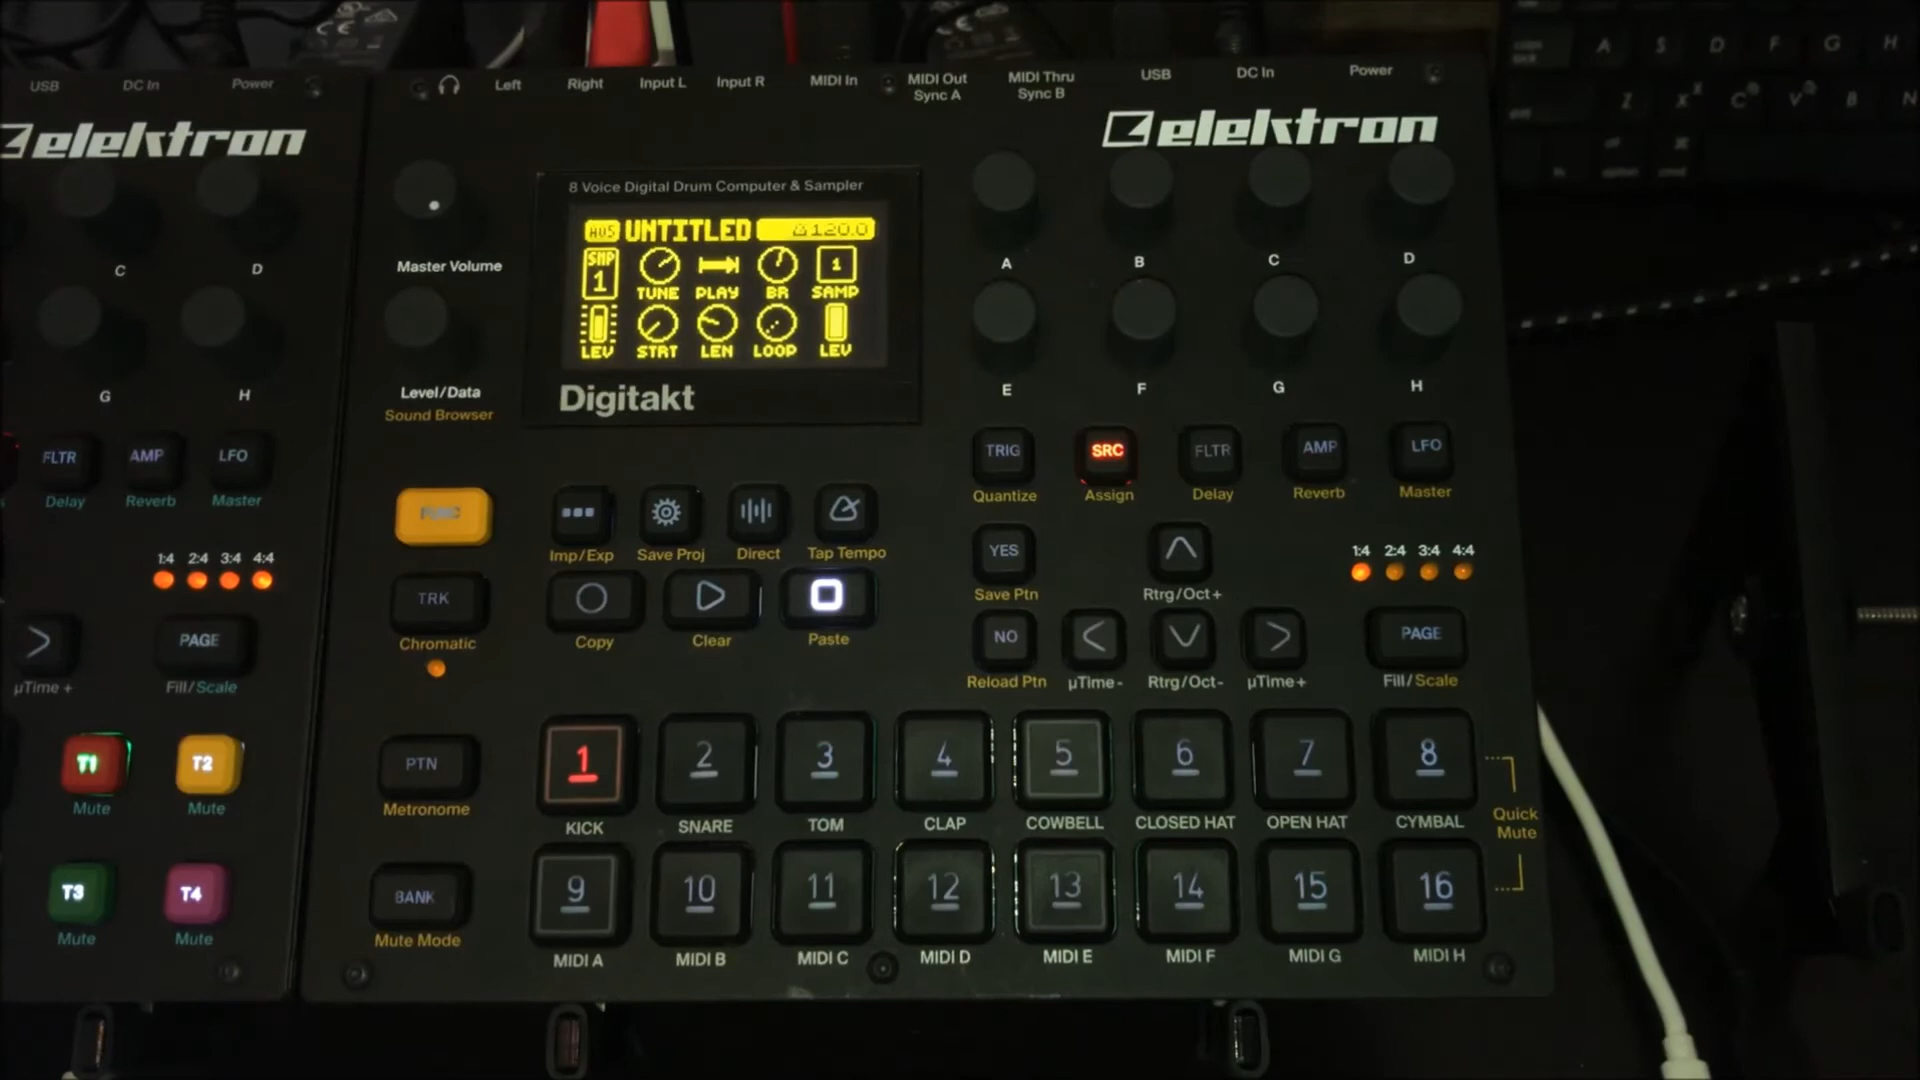 USB DC In Power
elektron
C D
G H
FLTR AMP LFO
Delay Reverb Master
1:4 2:4 3:4 4:4
PAGE
µTime + Fill/Scale
T1 T2
Mute Mute
T3 T4
Mute Mute
Left Right Input L Input R MIDI In MIDI Out MIDI Thru USB DC In Power
Sync A Sync B
elektron
8 Voice Digital Drum Computer & Sampler
Master Volume
UNTITLED 120.0
SMP
1 1
TUNE PLAY BR SAMP
LEV STRT LEN LOOP LEV
Digitakt
Level/Data
Sound Browser
A B C D
E F G H
TRIG SRC FLTR AMP LFO
Quantize Assign Delay Reverb Master
FUNC
Imp/Exp Save Proj Direct Tap Tempo
TRK
Chromatic
Copy Clear Paste
YES
Save Ptn Rtrg/Oct+
1:4 2:4 3:4 4:4
NO PAGE
Reload Ptn µTime- Rtrg/Oct- µTime+ Fill/Scale
PTN
Metronome
1 2 3 4 5 6 7 8
KICK SNARE TOM CLAP COWBELL CLOSED HAT OPEN HAT CYMBAL
Quick
Mute
BANK
Mute Mode
9 10 11 12 13 14 15 16
MIDI A MIDI B MIDI C MIDI D MIDI E MIDI F MIDI G MIDI H
A S D F G H
Z X C V B N